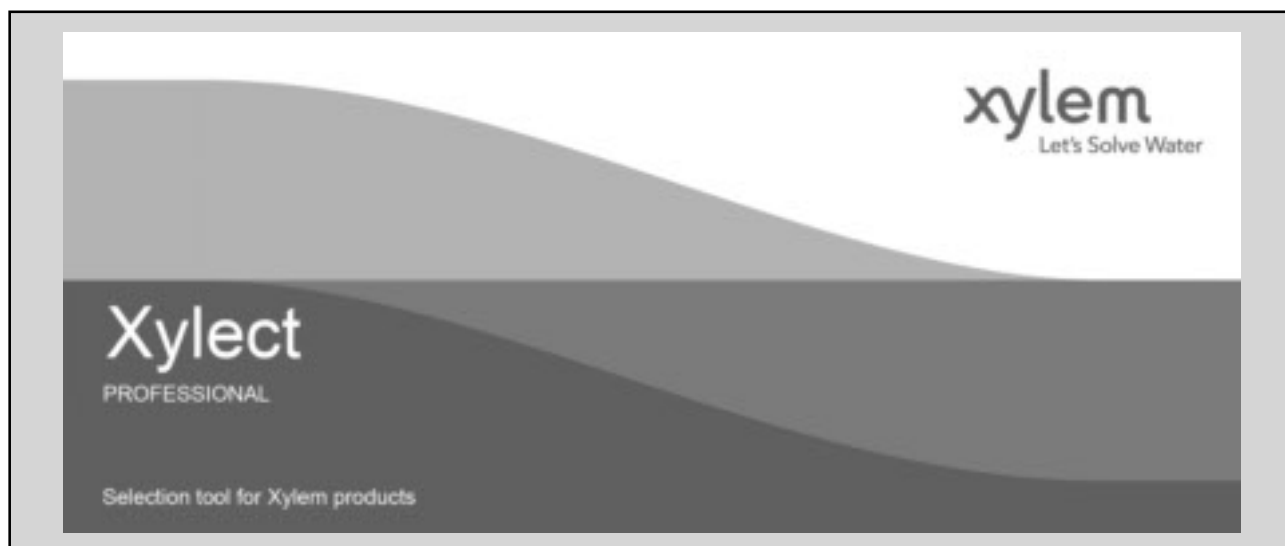 xylem
Let's Solve Water
Xylect
PROFESSIONAL
Selection tool for Xylem products